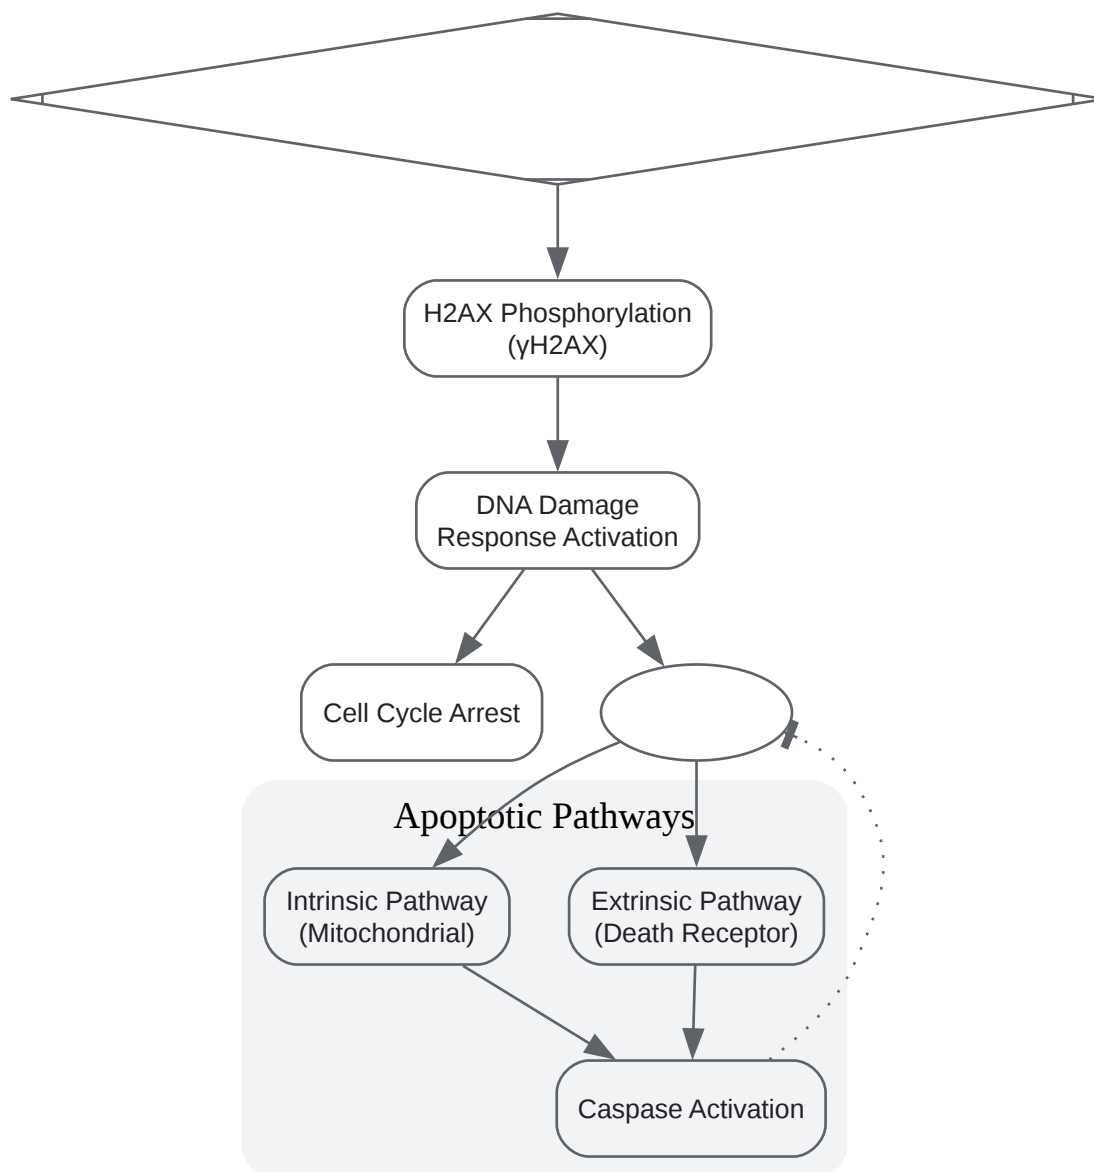 H2AX Phosphorylation
(γH2AX)
DNA Damage
Response Activation
Cell Cycle Arrest
Apoptotic Pathways
Intrinsic Pathway
(Mitochondrial)
Extrinsic Pathway
(Death Receptor)
Caspase Activation